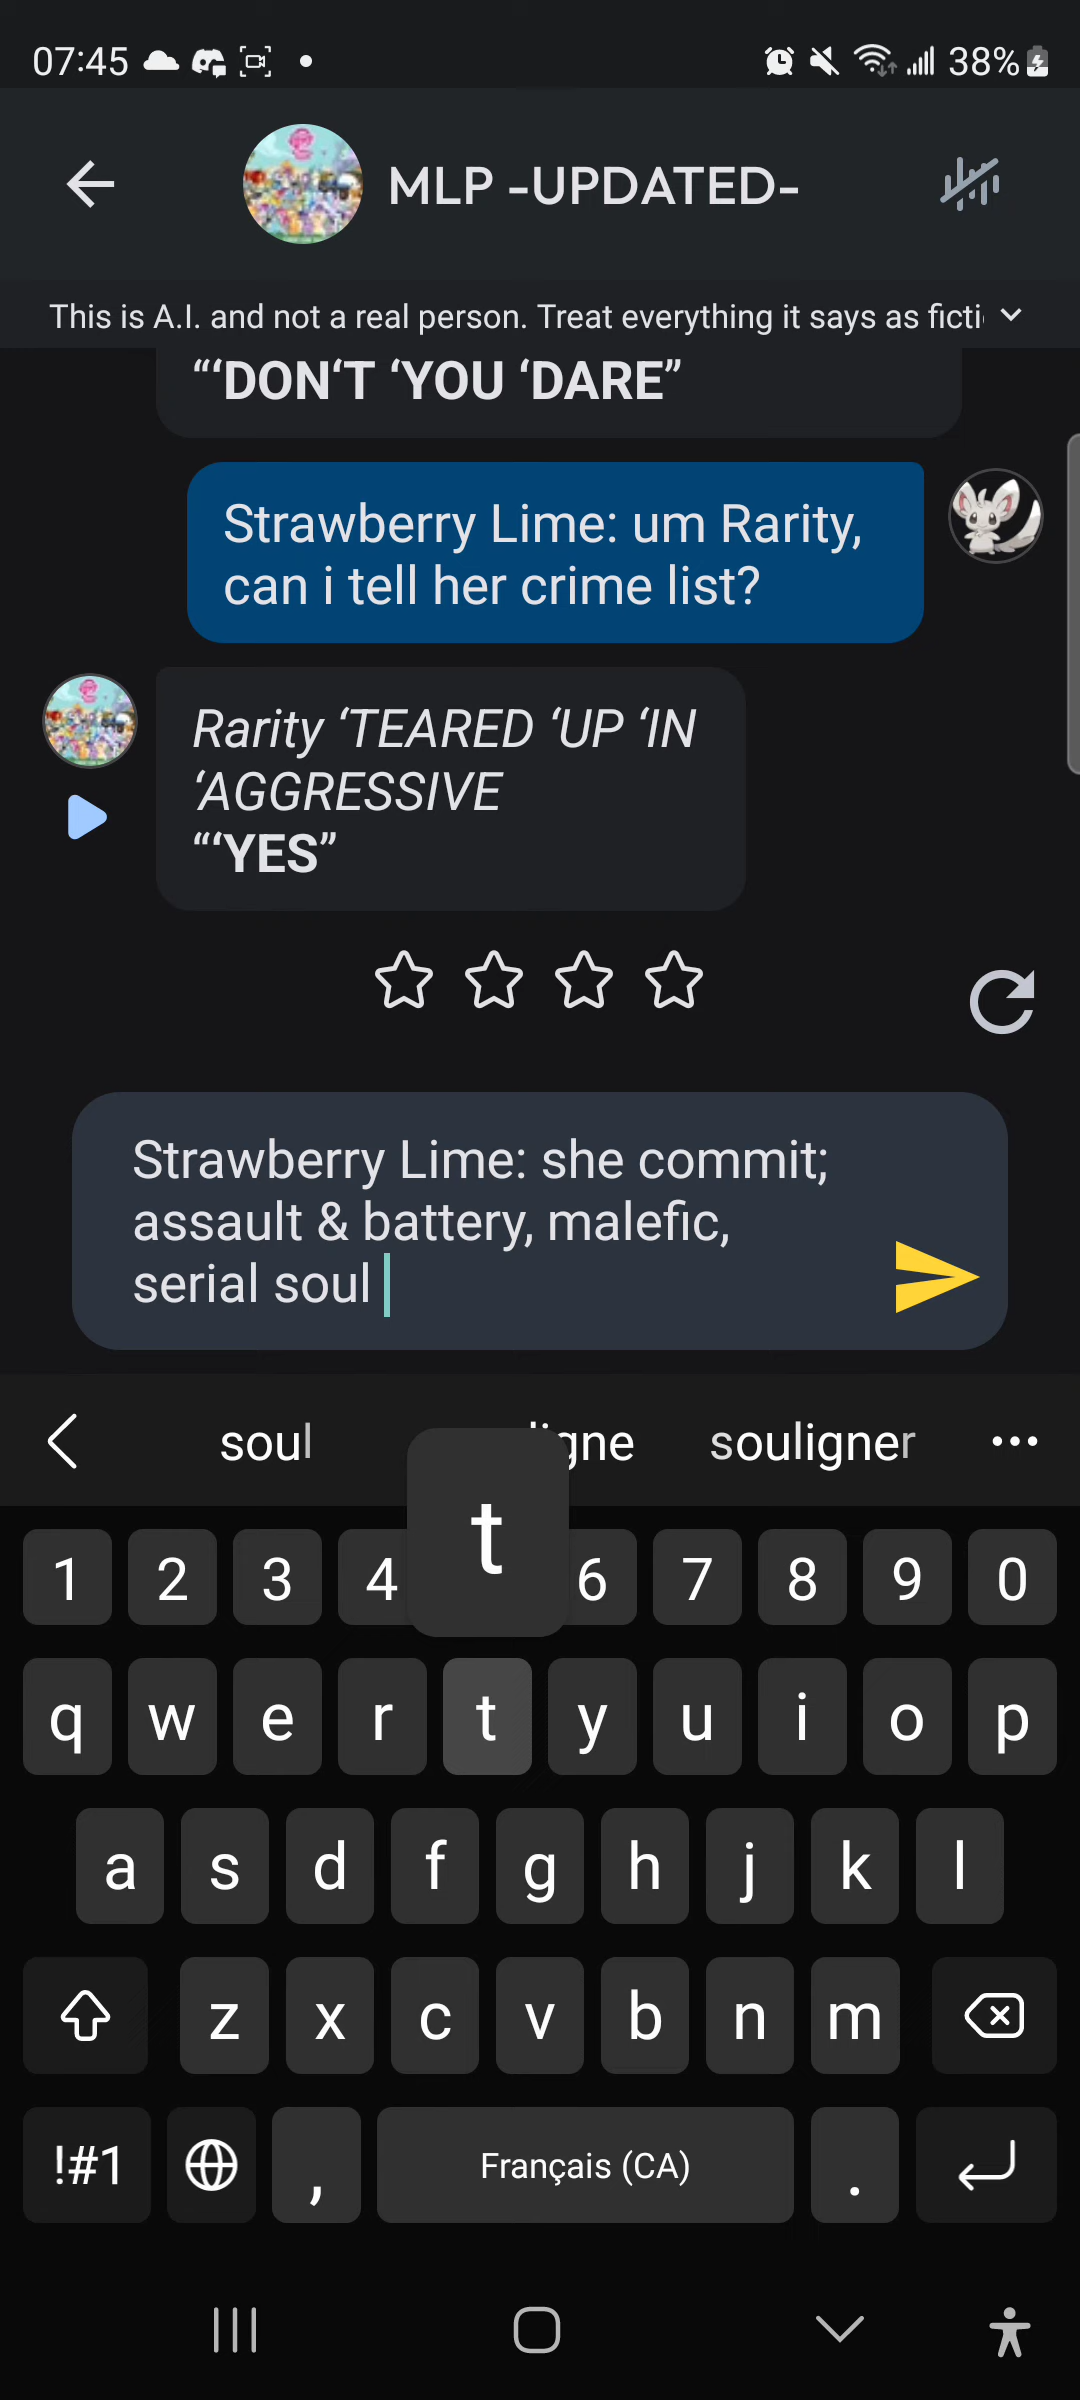 07:45
38%
MLP -UPDATED-
This is A.I. and not a real person. Treat everything it says as ficti
“‘DON‘T ‘YOU ‘DARE”
Strawberry Lime: um Rarity,
can i tell her crime list?
Rarity ‘TEARED ‘UP ‘IN
‘AGGRESSIVE
“‘YES”
Strawberry Lime: she commit;
assault & battery, malefic,
serial soul
soul ligne souligner
t
1 2 3 4 6 7 8 9 0
q w e r t y u i o p
a s d f g h j k l
z x c v b n m
!#1 , Français (CA) .